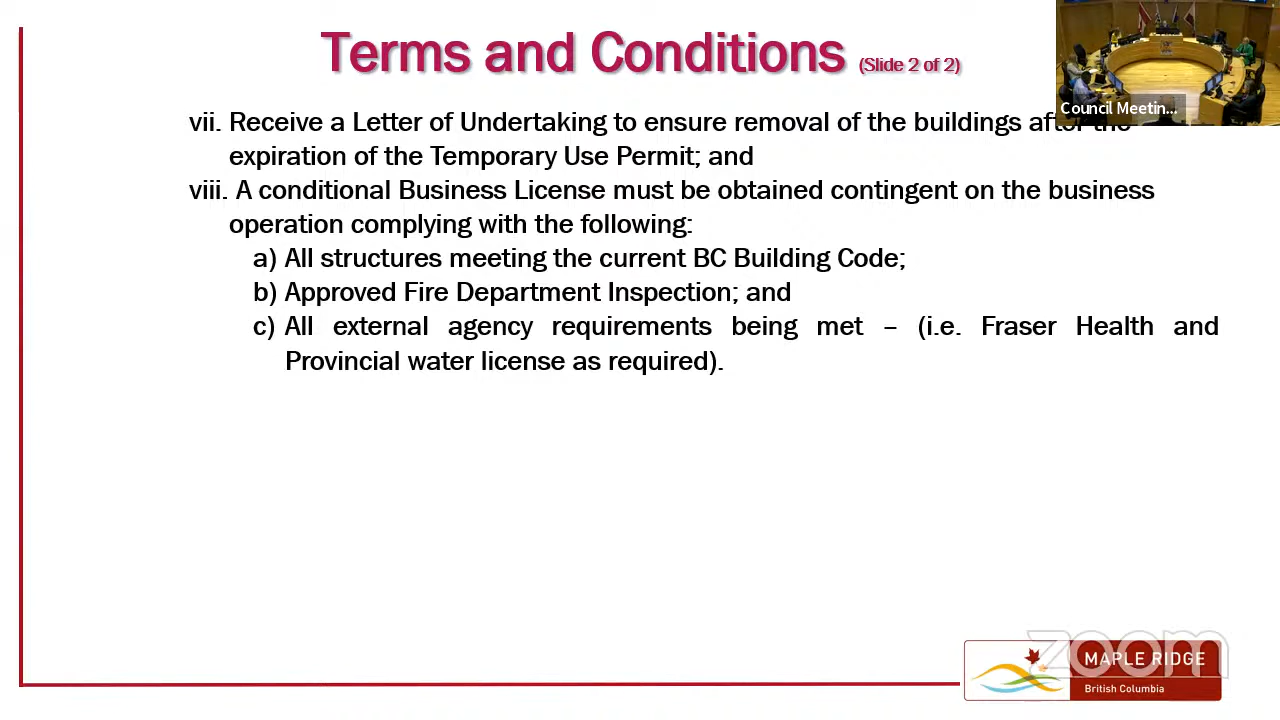 Terms and Conditions (Slide 2 of 2)
Council Meetin...
vii. Receive a Letter of Undertaking to ensure removal of the buildings after the
expiration of the Temporary Use Permit; and
viii. A conditional Business License must be obtained contingent on the business
operation complying with the following:
a) All structures meeting the current BC Building Code;
b) Approved Fire Department Inspection; and
c) All external agency requirements being met – (i.e. Fraser Health and
Provincial water license as required).
zoom
MAPLE RIDGE
British Columbia